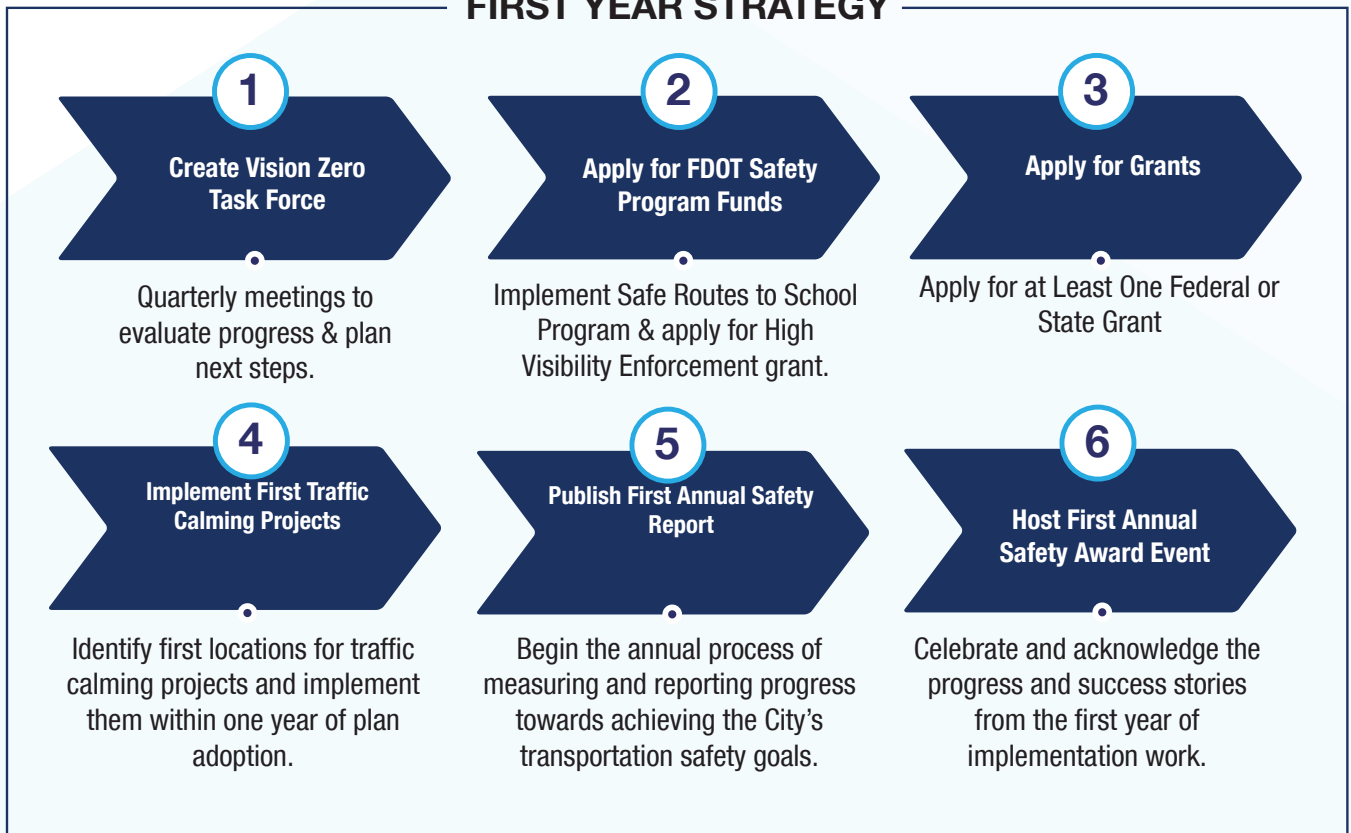 FIRST YEAR STRATEGY
1
Create Vision Zero
Task Force
Quarterly meetings to
evaluate progress & plan
next steps.
2
Apply for FDOT Safety
Program Funds
Implement Safe Routes to School
Program & apply for High
Visibility Enforcement grant.
3
Apply for Grants
Apply for at Least One Federal or
State Grant
4
Implement First Traffic
Calming Projects
Identify first locations for traffic
calming projects and implement
them within one year of plan
adoption.
5
Publish First Annual Safety
Report
Begin the annual process of
measuring and reporting progress
towards achieving the City’s
transportation safety goals.
6
Host First Annual
Safety Award Event
Celebrate and acknowledge the
progress and success stories
from the first year of
implementation work.